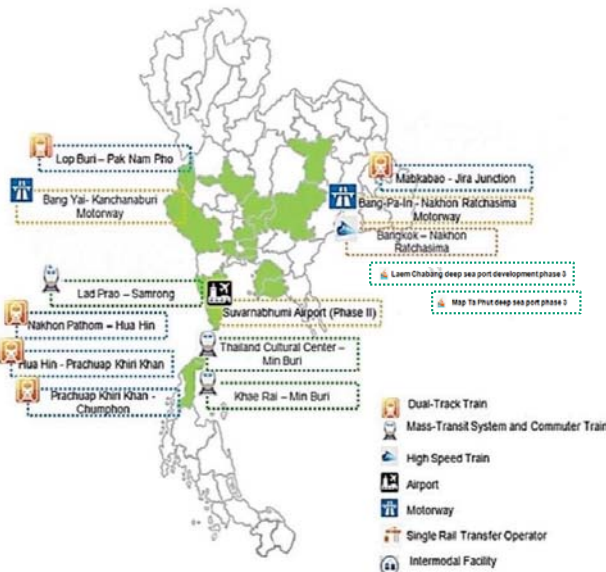 Lop Buri – Pak Nam Pho
Bang Yai- Kanchanaburi
Motorway
Mabkabao - Jira Junction
Bang-Pa-In - Nakhon Ratchasima
Motorway
Bangkok – Nakhon
Ratchasima
Laem Chabang deep sea port development phase 3
Map Ta Phut deep sea port phase 3
Lad Prao – Samrong
Suvarnabhumi Airport (Phase II)
Nakhon Pathom – Hua Hin
Thailand Cultural Center –
Min Buri
Hua Hin - Prachuap Khiri Khan
Prachuap Khiri Khan -
Chumphon
Khae Rai – Min Buri
Dual-Track Train
Mass-Transit System and Commuter Train
High Speed Train
Airport
Motorway
Single Rail Transfer Operator
Intermodal Facility